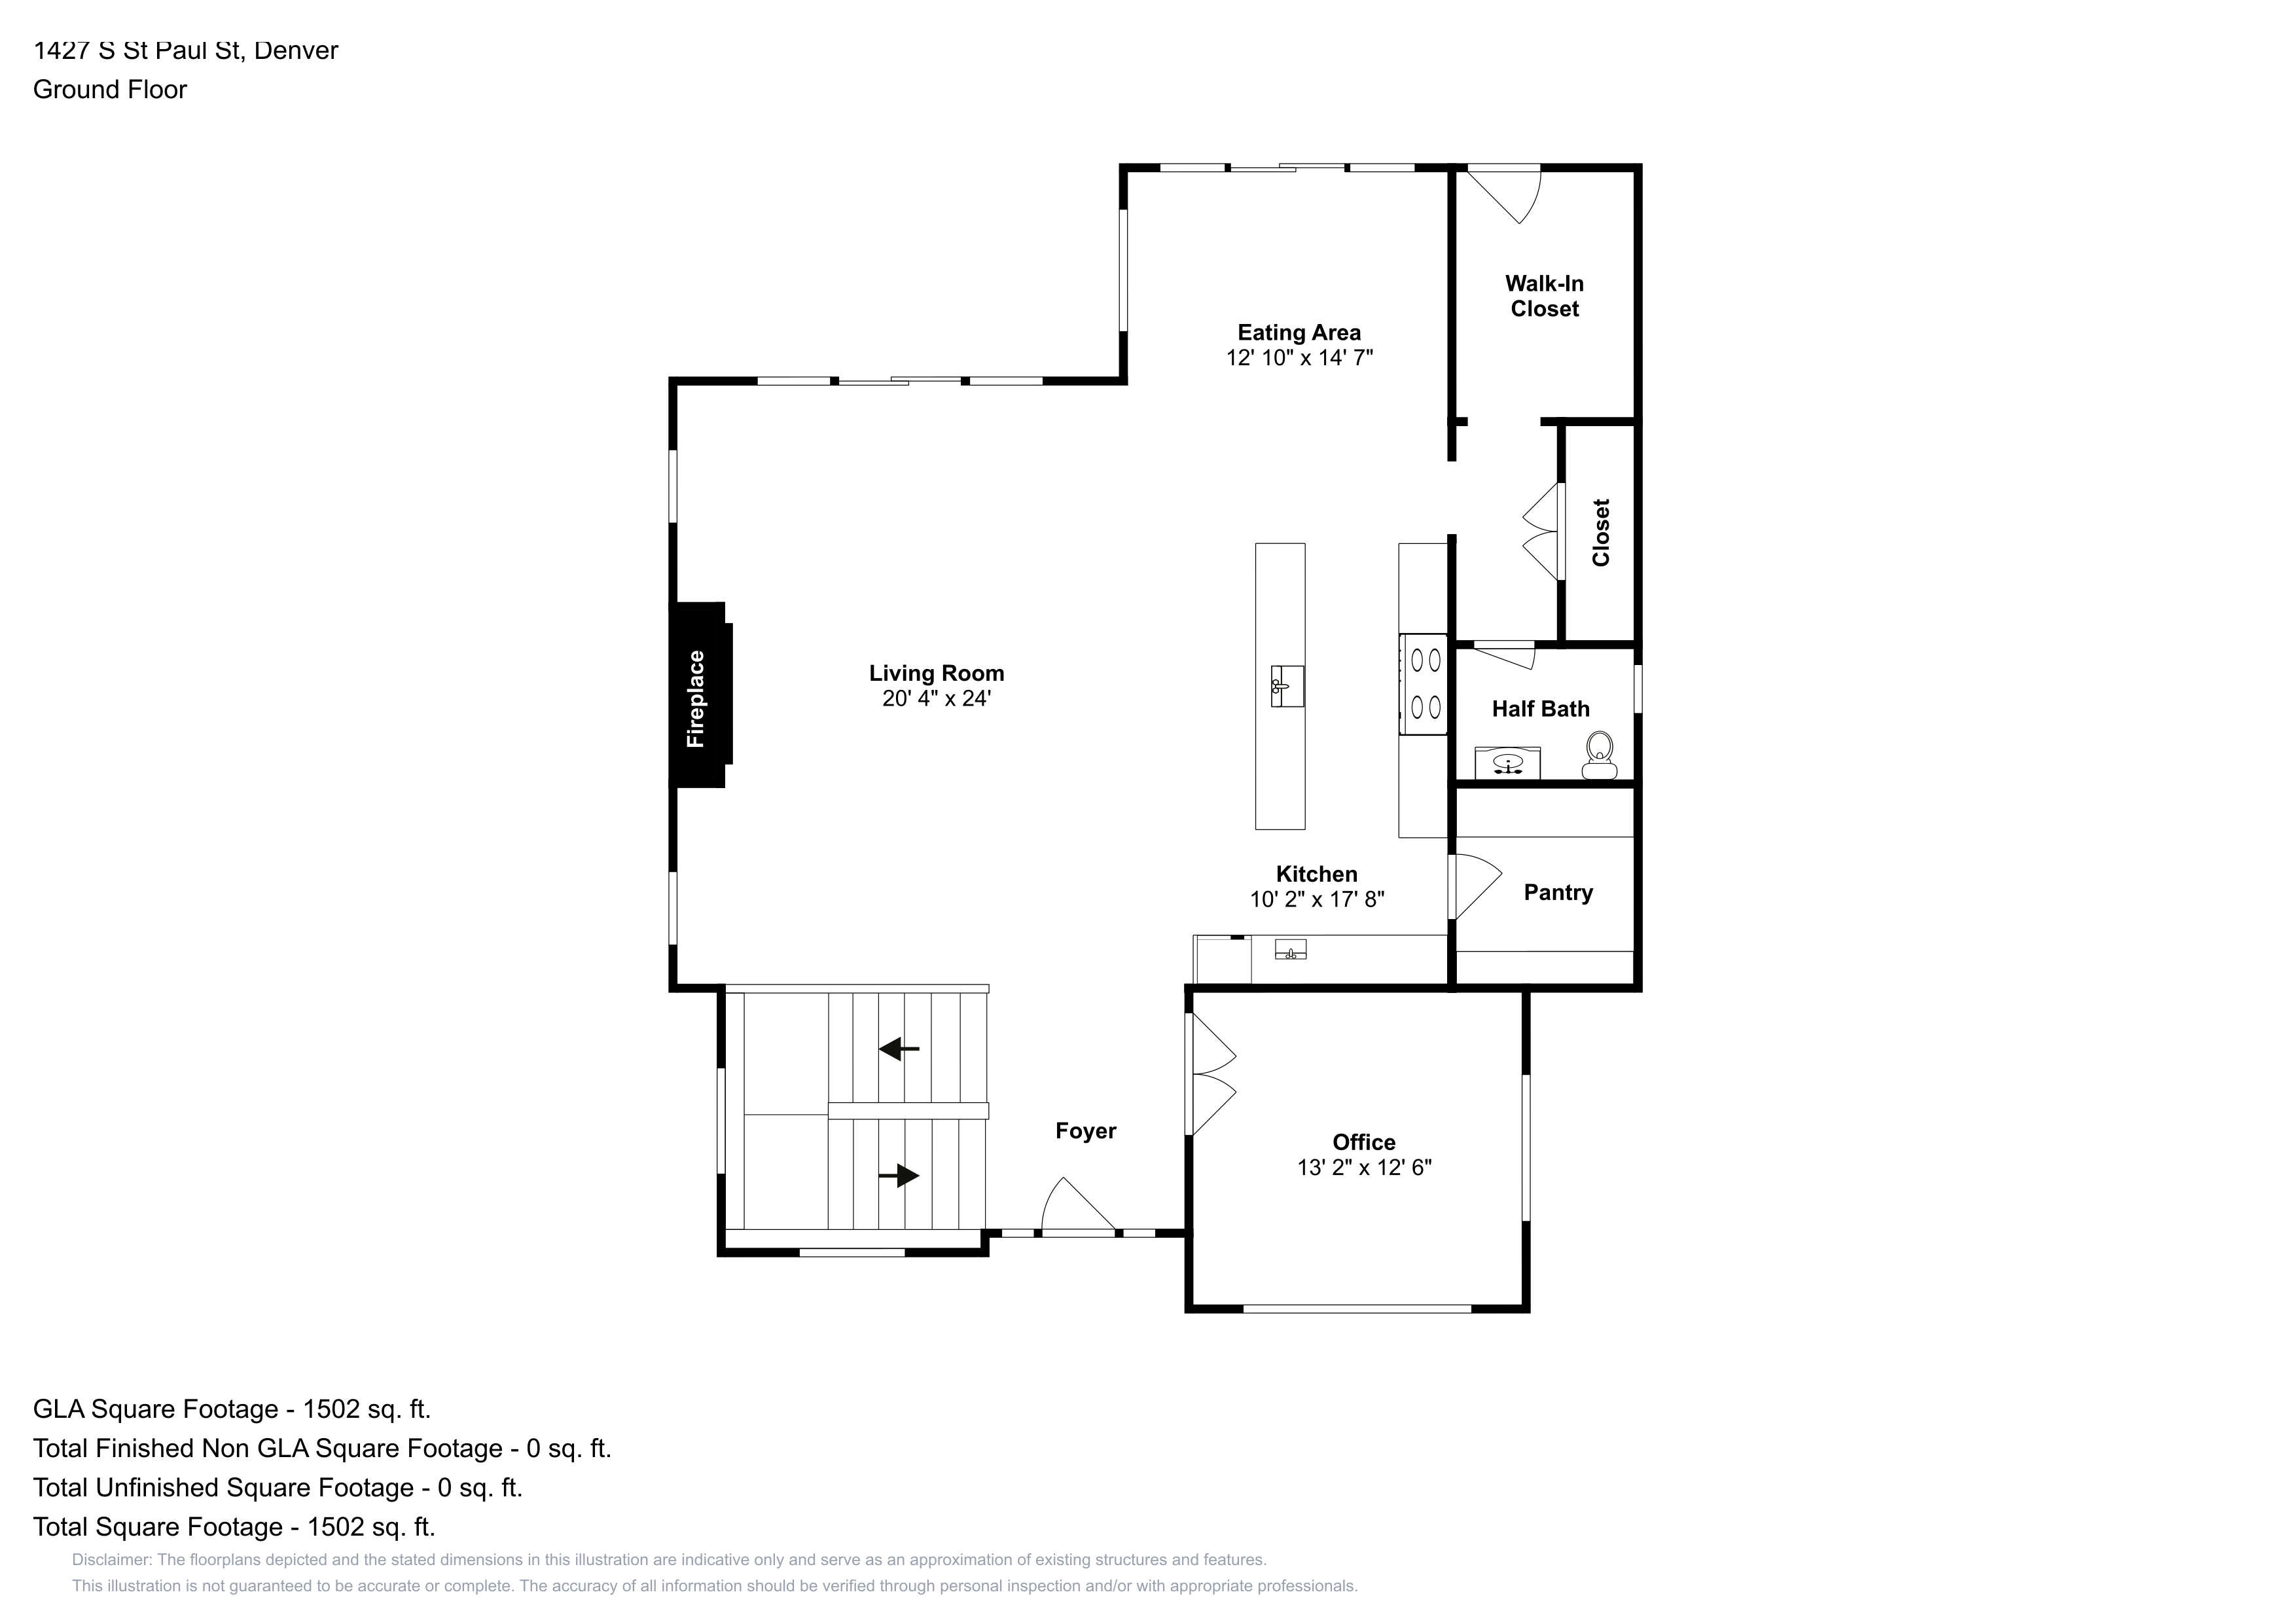 1427 S St Paul St, Denver
Ground Floor
Walk-In
Closet
Eating Area
12' 10" x 14' 7"
Closet
Living Room
20' 4" x 24'
Fireplace
Half Bath
Kitchen
10' 2" x 17' 8"
Pantry
Foyer
Office
13' 2" x 12' 6"
GLA Square Footage - 1502 sq. ft.
Total Finished Non GLA Square Footage - 0 sq. ft.
Total Unfinished Square Footage - 0 sq. ft.
Total Square Footage - 1502 sq. ft.
Disclaimer: The floorplans depicted and the stated dimensions in this illustration are indicative only and serve as an approximation of existing structures and features.
This illustration is not guaranteed to be accurate or complete. The accuracy of all information should be verified through personal inspection and/or with appropriate professionals.